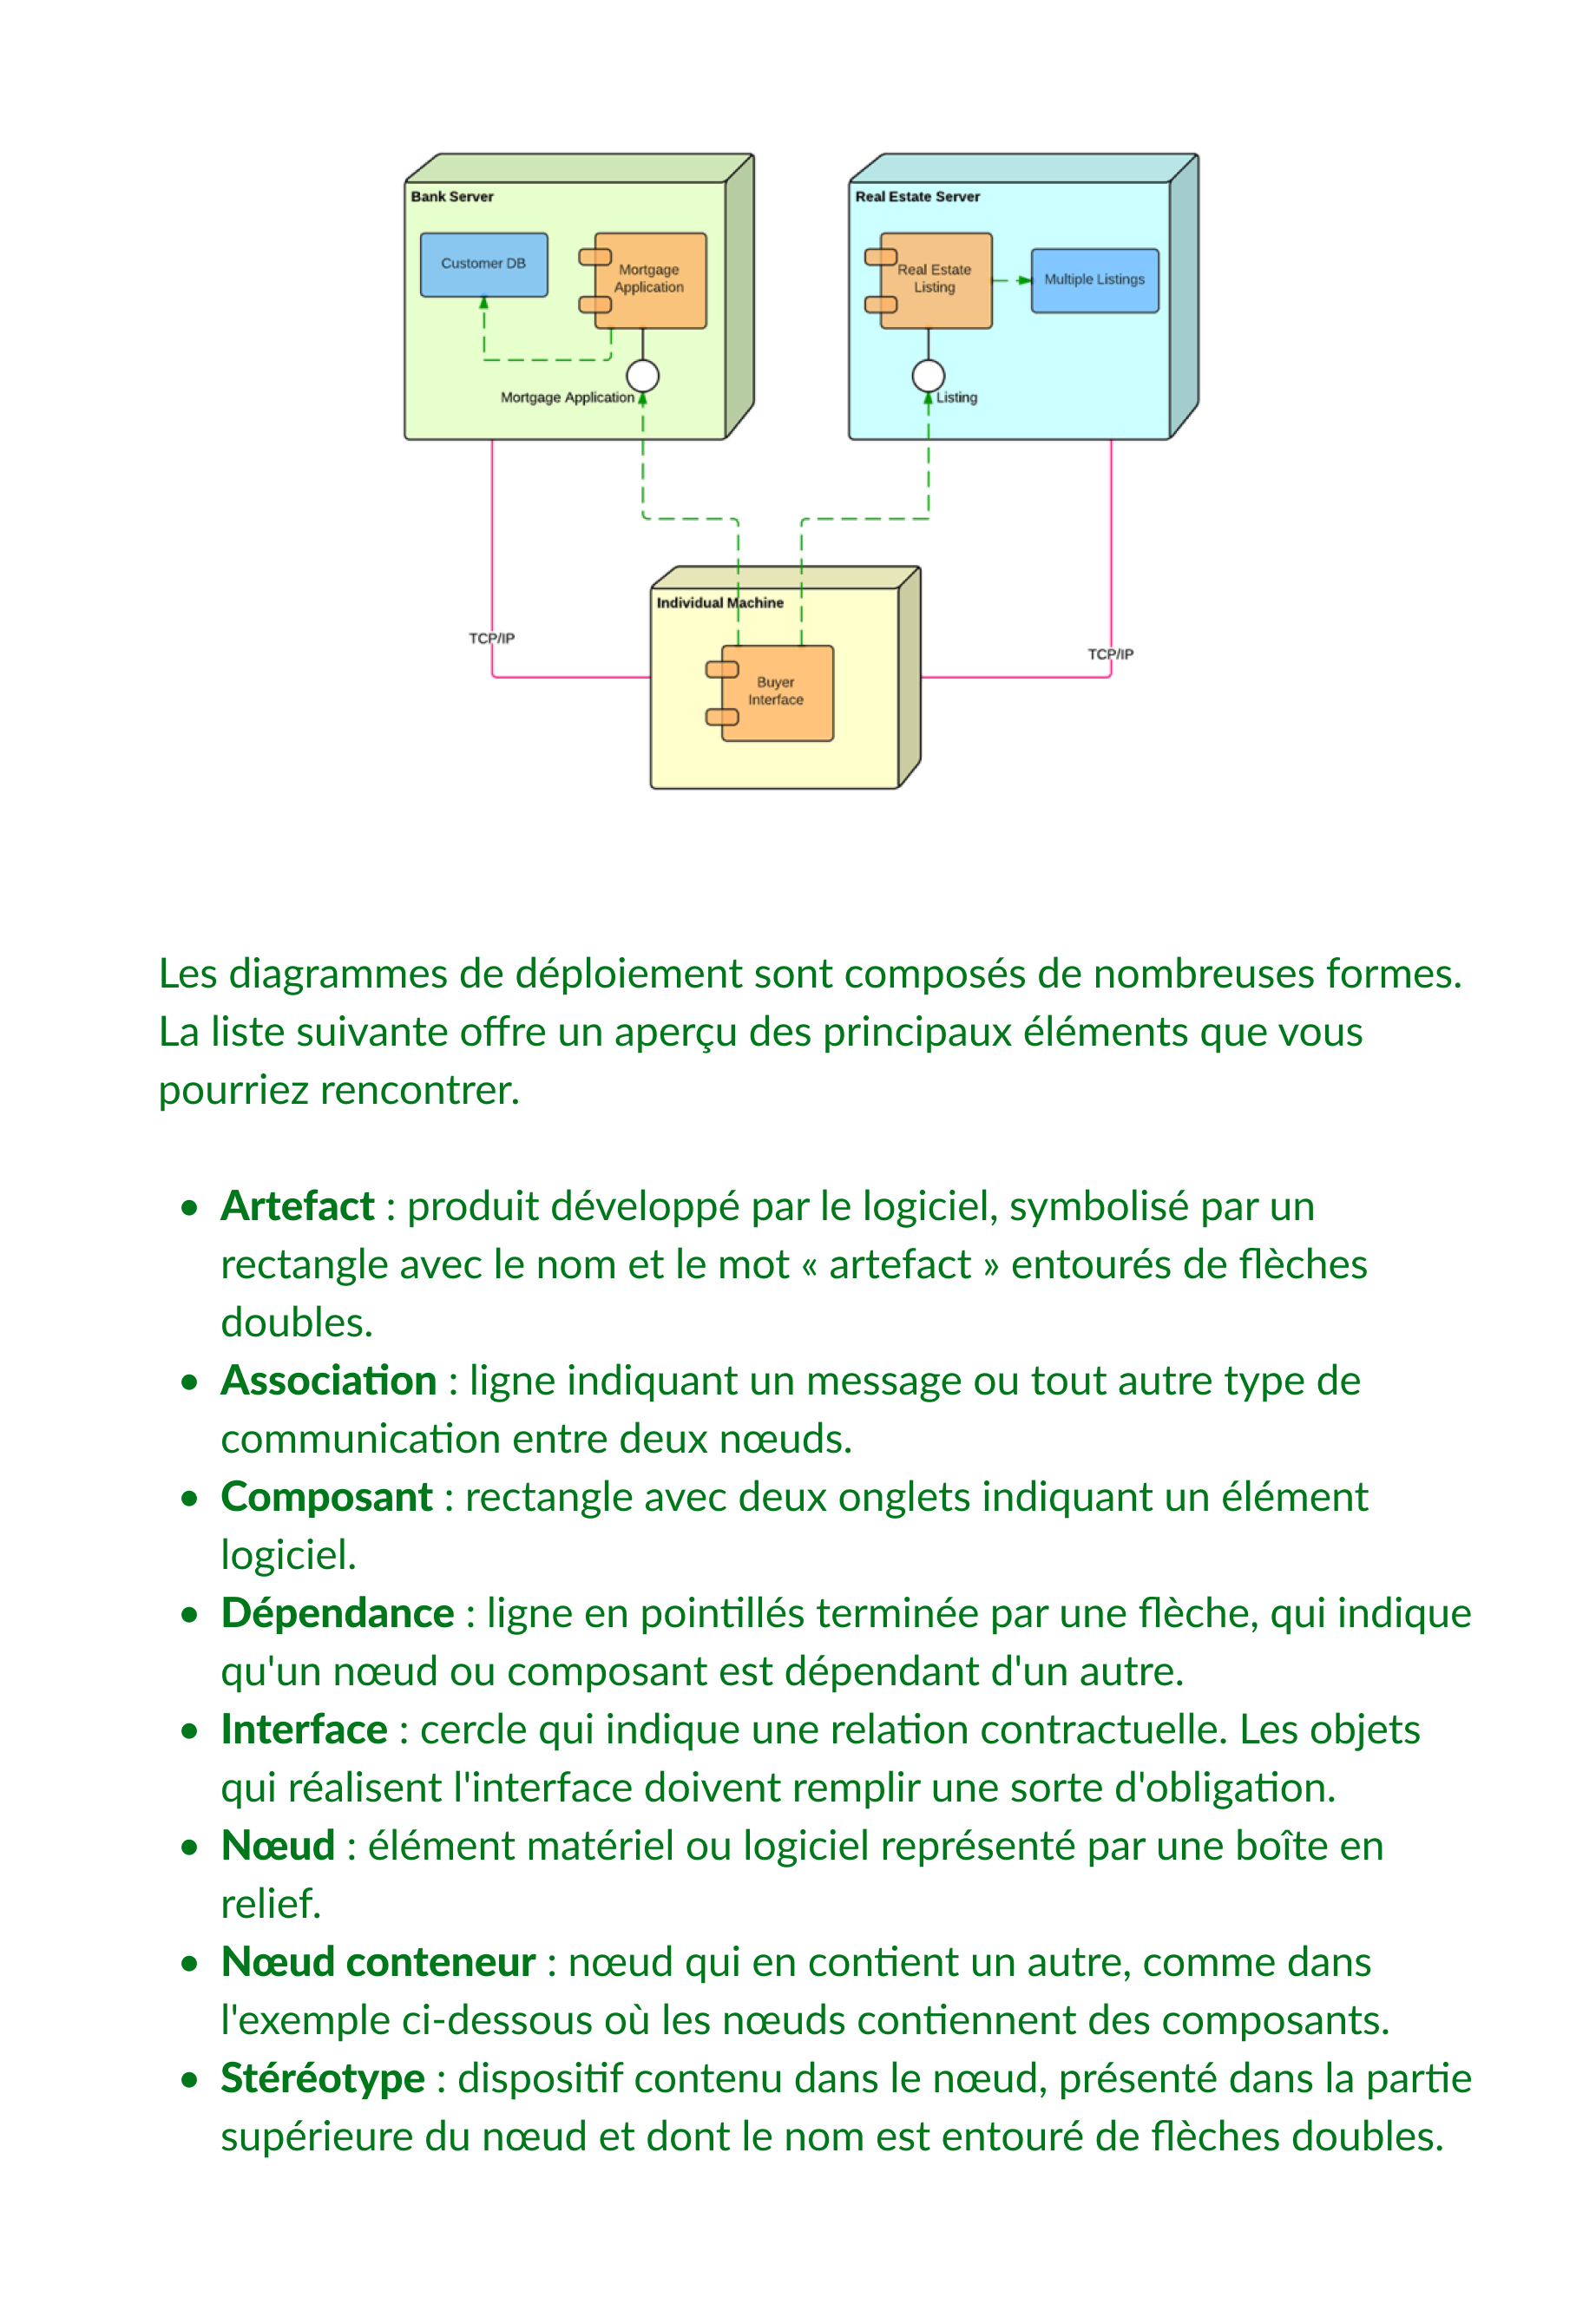 Bank Server
Real Estate Server
Customer DB
Mortgage
Application
Real Estate
Listing
Multiple Listings
Mortgage Application
Listing
Individual Machine
TCP/IP
TCP/IP
Buyer
Interface
Les diagrammes de déploiement sont composés de nombreuses formes.
La liste suivante offre un aperçu des principaux éléments que vous
pourriez rencontrer.
• Artefact : produit développé par le logiciel, symbolisé par un
rectangle avec le nom et le mot « artefact » entourés de flèches
doubles.
• Association : ligne indiquant un message ou tout autre type de
communication entre deux nœuds.
• Composant : rectangle avec deux onglets indiquant un élément
logiciel.
• Dépendance : ligne en pointillés terminée par une flèche, qui indique
qu'un nœud ou composant est dépendant d'un autre.
• Interface : cercle qui indique une relation contractuelle. Les objets
qui réalisent l'interface doivent remplir une sorte d'obligation.
• Nœud : élément matériel ou logiciel représenté par une boîte en
relief.
• Nœud conteneur : nœud qui en contient un autre, comme dans
l'exemple ci-dessous où les nœuds contiennent des composants.
• Stéréotype : dispositif contenu dans le nœud, présenté dans la partie
supérieure du nœud et dont le nom est entouré de flèches doubles.